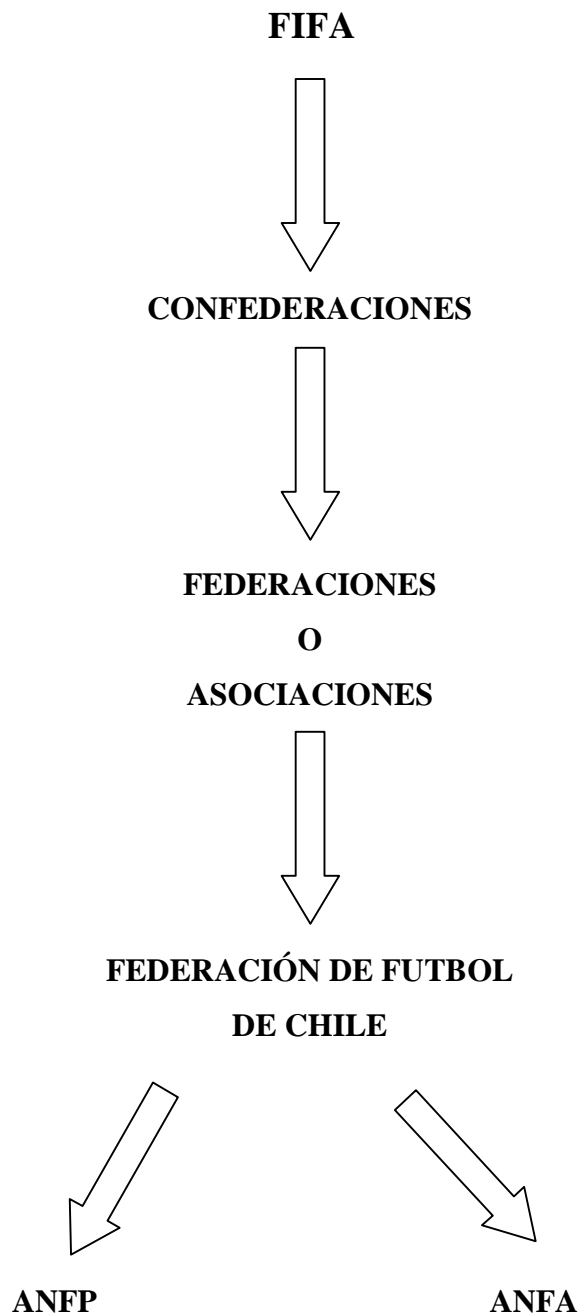 FIFA
CONFEDERACIONES
FEDERACIONES
O
ASOCIACIONES
FEDERACIÓN DE FUTBOL
DE CHILE
ANFP
ANFA